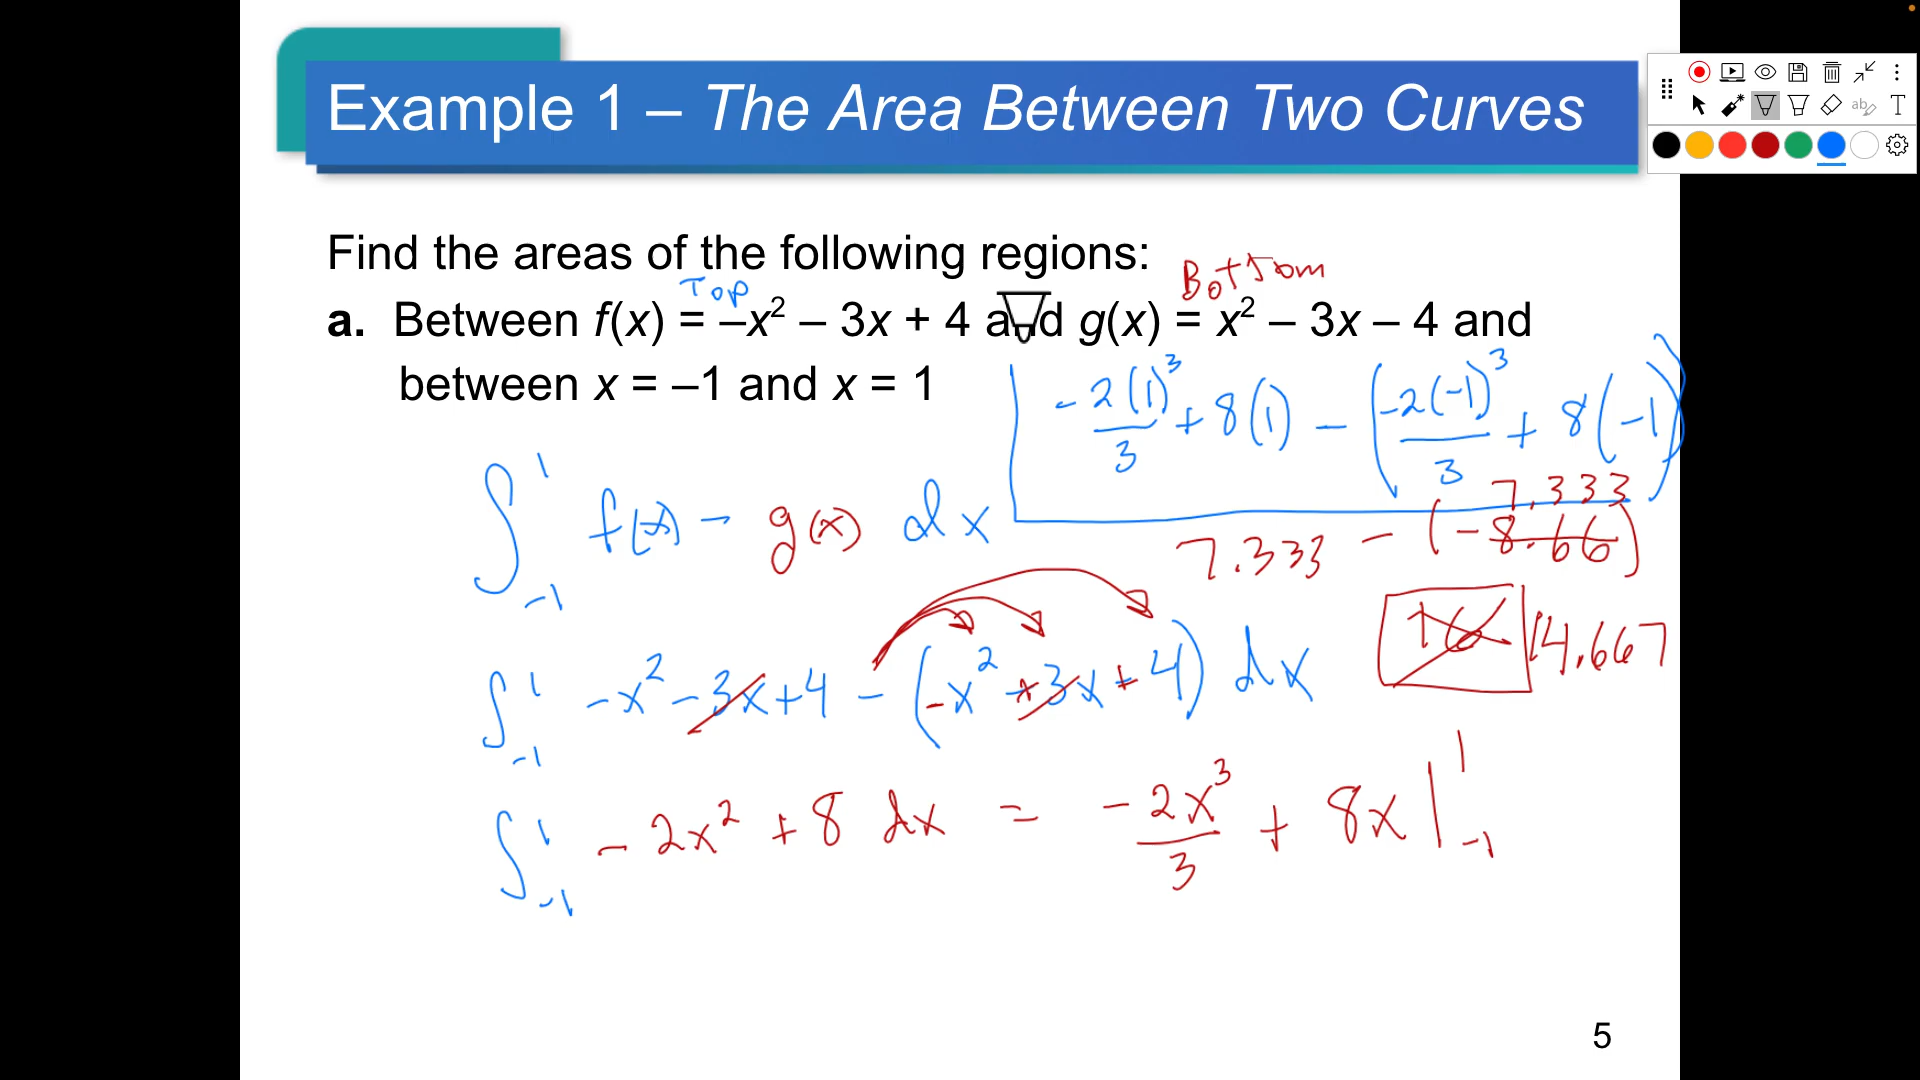 Example 1 – The Area Between Two Curves
Find the areas of the following regions:
Top
Bottom
a. Between f(x) = –x² – 3x + 4 and g(x) = x² – 3x – 4 and
between x = –1 and x = 1
-2(1)³/3 + 8(1) - (-2(-1)³/3 + 8(-1))
∫₋₁¹ f(x) - g(x) dx
7.333
7.333 - (-8.66)
16 14.667
∫₋₁¹ -x² - 3x + 4 - (-x² + 3x + 4) dx
∫₋₁¹ -2x² + 8 dx = -2x³/3 + 8x |₋₁¹
5